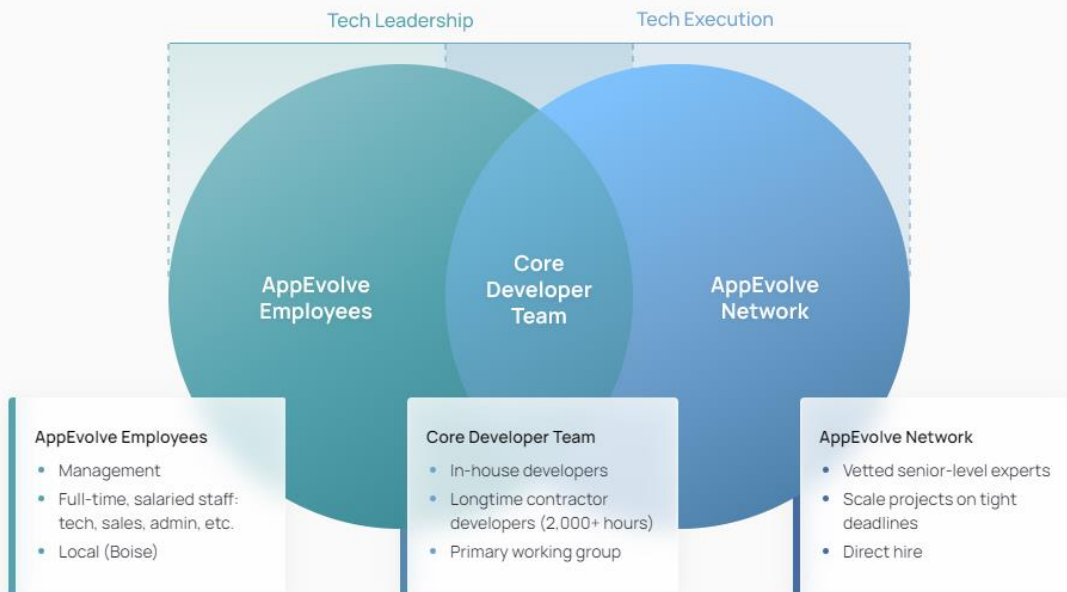 Tech Leadership
Tech Execution
AppEvolve
Employees
Core
Developer
Team
AppEvolve
Network
AppEvolve Employees
Management
Full-time, salaried staff:
tech, sales, admin, etc.
Local (Boise)
Core Developer Team
In-house developers
Longtime contractor
developers (2,000+ hours)
Primary working group
AppEvolve Network
Vetted senior-level experts
Scale projects on tight
deadlines
Direct hire